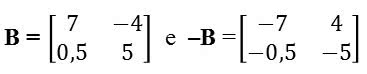 B = [7 −4 e –B = [−7 4
0,5 5] −0,5 −5]